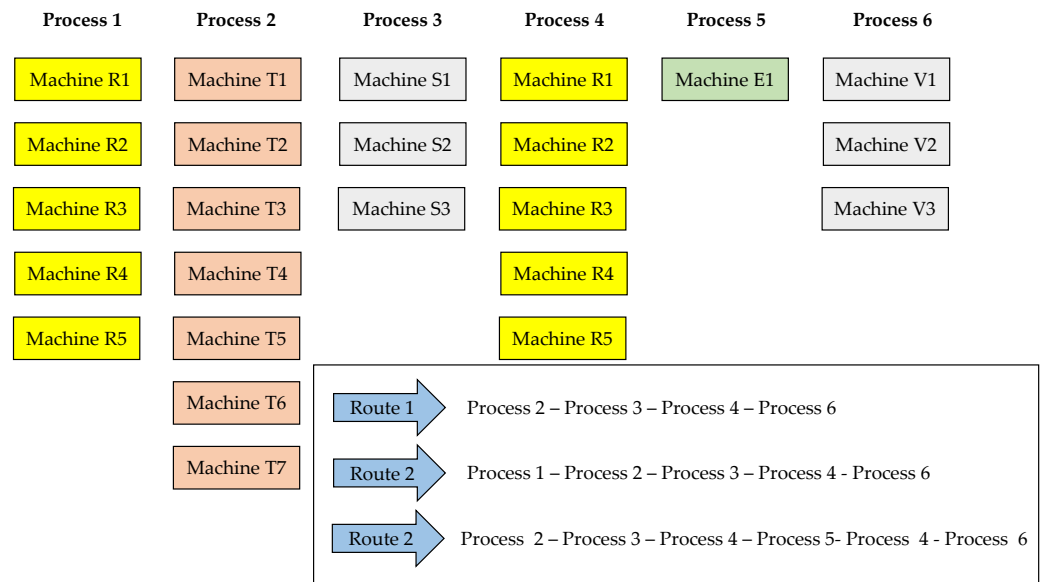 Process 1 Process 2 Process 3 Process 4 Process 5 Process 6
Machine R1 Machine T1 Machine S1 Machine R1 Machine E1 Machine V1
Machine R2 Machine T2 Machine S2 Machine R2 Machine V2
Machine R3 Machine T3 Machine S3 Machine R3 Machine V3
Machine R4 Machine T4 Machine R4
Machine R5 Machine T5 Machine R5
Machine T6
Machine T7
Route 1 Process 2 – Process 3 – Process 4 – Process 6
Route 2 Process 1 – Process 2 – Process 3 – Process 4 - Process 6
Route 2 Process 2 – Process 3 – Process 4 – Process 5- Process 4 - Process 6